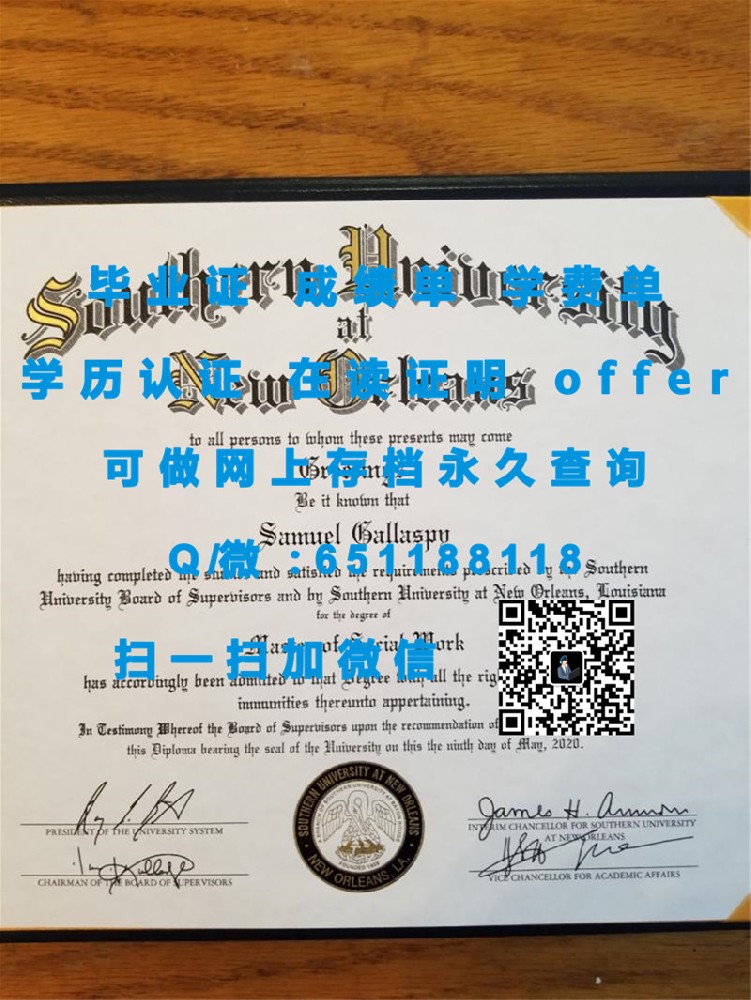 Southern University
毕业证 成绩单 学费单
at
New Orleans
学历认证 在读证明 offer
to all persons to whom these presents may come
Greetings
可做网上存档永久查询
Be it known that
Samuel Gallaspy
Q/微:651188118
having completed the studies and satisfied the requirements prescribed by the Southern
University Board of Supervisors and by Southern University at New Orleans, Louisiana
for the degree of
Master of Social Work
扫一扫加微信
has accordingly been admitted to that Degree with all the
immunities thereunto appertaining.
In Testimony Whereof the Board of Supervisors upon the recommendation of
this Diploma bearing the seal of the University on this the ninth day of May, 2020.
PRESIDENT OF THE UNIVERSITY SYSTEM
CHAIRMAN OF THE BOARD OF SUPERVISORS
SOUTHERN UNIVERSITY AT NEW ORLEANS
NEW ORLEANS, LA.
James H.
INTERIM CHANCELLOR FOR SOUTHERN UNIVERSITY
AT NEW ORLEANS
VICE CHANCELLOR FOR ACADEMIC AFFAIRS